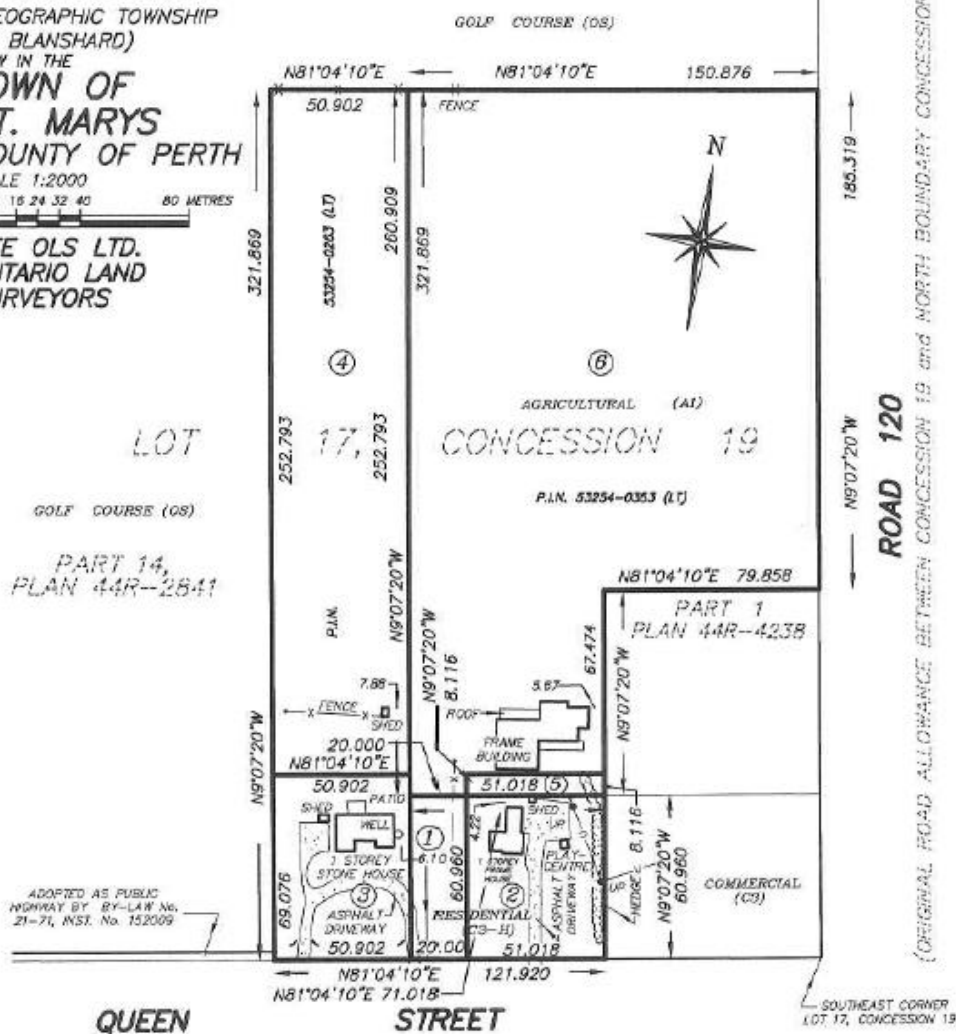 EOGRAPHIC TOWNSHIP
BLANSHARD)
Y IN THE
OWN OF
T. MARYS
OUNTY OF PERTH
LE 1:2000
16 24 32 40 80 METRES
E OLS LTD.
NTARIO LAND
RVEYORS
GOLF COURSE (OS)
N81°04'10"E
50.902
N81°04'10"E
150.876
FENCE
N
321.869
53254-0263 (LT)
260.909
321.869
185.319
④
⑥
AGRICULTURAL (A1)
LOT 17, CONCESSION 19
252.793
252.793
P.I.N. 53254-0353 (LT)
GOLF COURSE (OS)
PART 14,
PLAN 44R-2841
N9°07'20"W
ROAD 120
(ORIGINAL ROAD ALLOWANCE BETWEEN CONCESSION 19 and NORTH BOUNDARY CONCESSION
N81°04'10"E 79.858
PART 1
PLAN 44R-4238
P.I.N.
N9°07'20"W
N9°07'20"W
8.116
67.474
N9°07'20"W
7.88
5.67
FENCE
SHED
ROOF
FRAME
BUILDING
N9°07'20"W
20.000
N81°04'10"E
50.902
51.018 ⑤
SHED
PATIO
WELL
①
6.10
1 STOREY
STONE HOUSE
③
ASPHALT
DRIVEWAY
69.076
60.960
4.22
SHED
UP
1 STOREY
FRAME
HOUSE
PLAY-
CENTRE
②
ASPHALT
DRIVEWAY
UP
HEDGE
8.116
N9°07'20"W
60.960
COMMERCIAL
(C3)
RESIDENTIAL
(C3-H)
ADOPTED AS PUBLIC
HIGHWAY BY BY-LAW No.
21-71, INST. No. 152009
50.902
20.00
51.018
N81°04'10"E
121.920
N81°04'10"E 71.018
QUEEN STREET
SOUTHEAST CORNER
LOT 17, CONCESSION 19